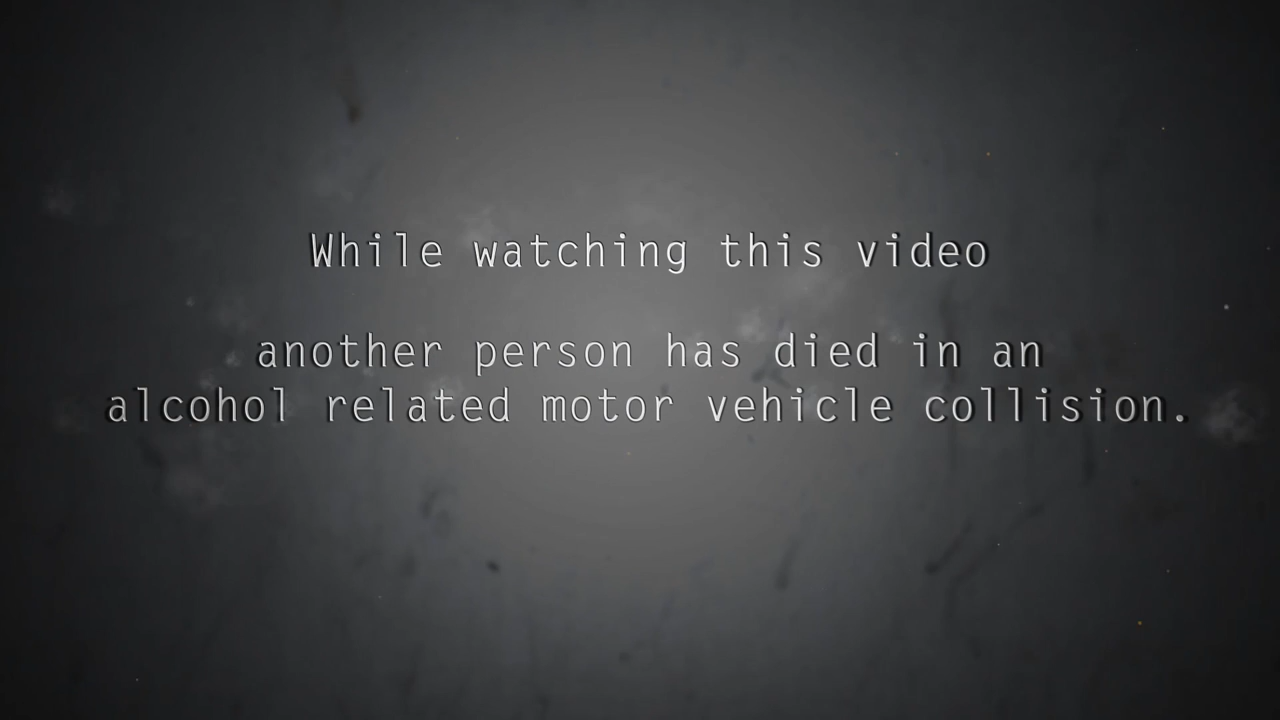 While watching this video
another person has died in an
alcohol related motor vehicle collision.